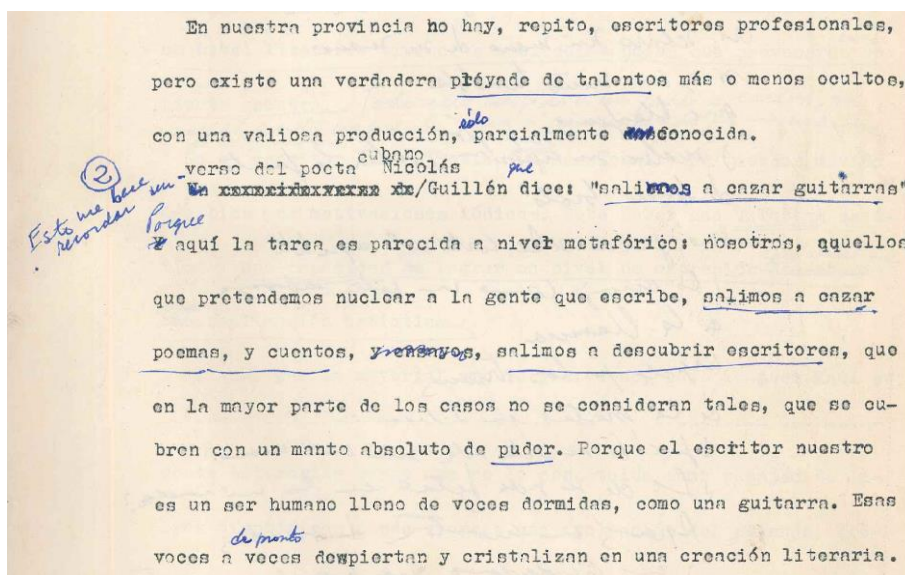 En nuestra provincia no hay, repito, escritores profesionales,
pero existe una verdadera pléyade de talentos más o menos ocultos,
con una valiosa producción, sólo parcialmente conocida.
2
Esto me hace
recordar un
verso del poeta cubano Nicolás
Guillón dice: que "salimos a cazar guitarras"
Porque aquí la tarea es parecida a nivel metafórico: nosotros, aquellos
que pretendemos nuclear a la gente que escribe, salimos a cazar
poemas, y cuentos, y ensayos, salimos a descubrir escritores, que
en la mayor parte de los casos no se consideran tales, que se cu-
bren con un manto absoluto de pudor. Porque el escritor nuestro
es un ser humano lleno de voces dormidas, como una guitarra. Esas
de pronto
voces a veces despiertan y cristalizan en una creación literaria.